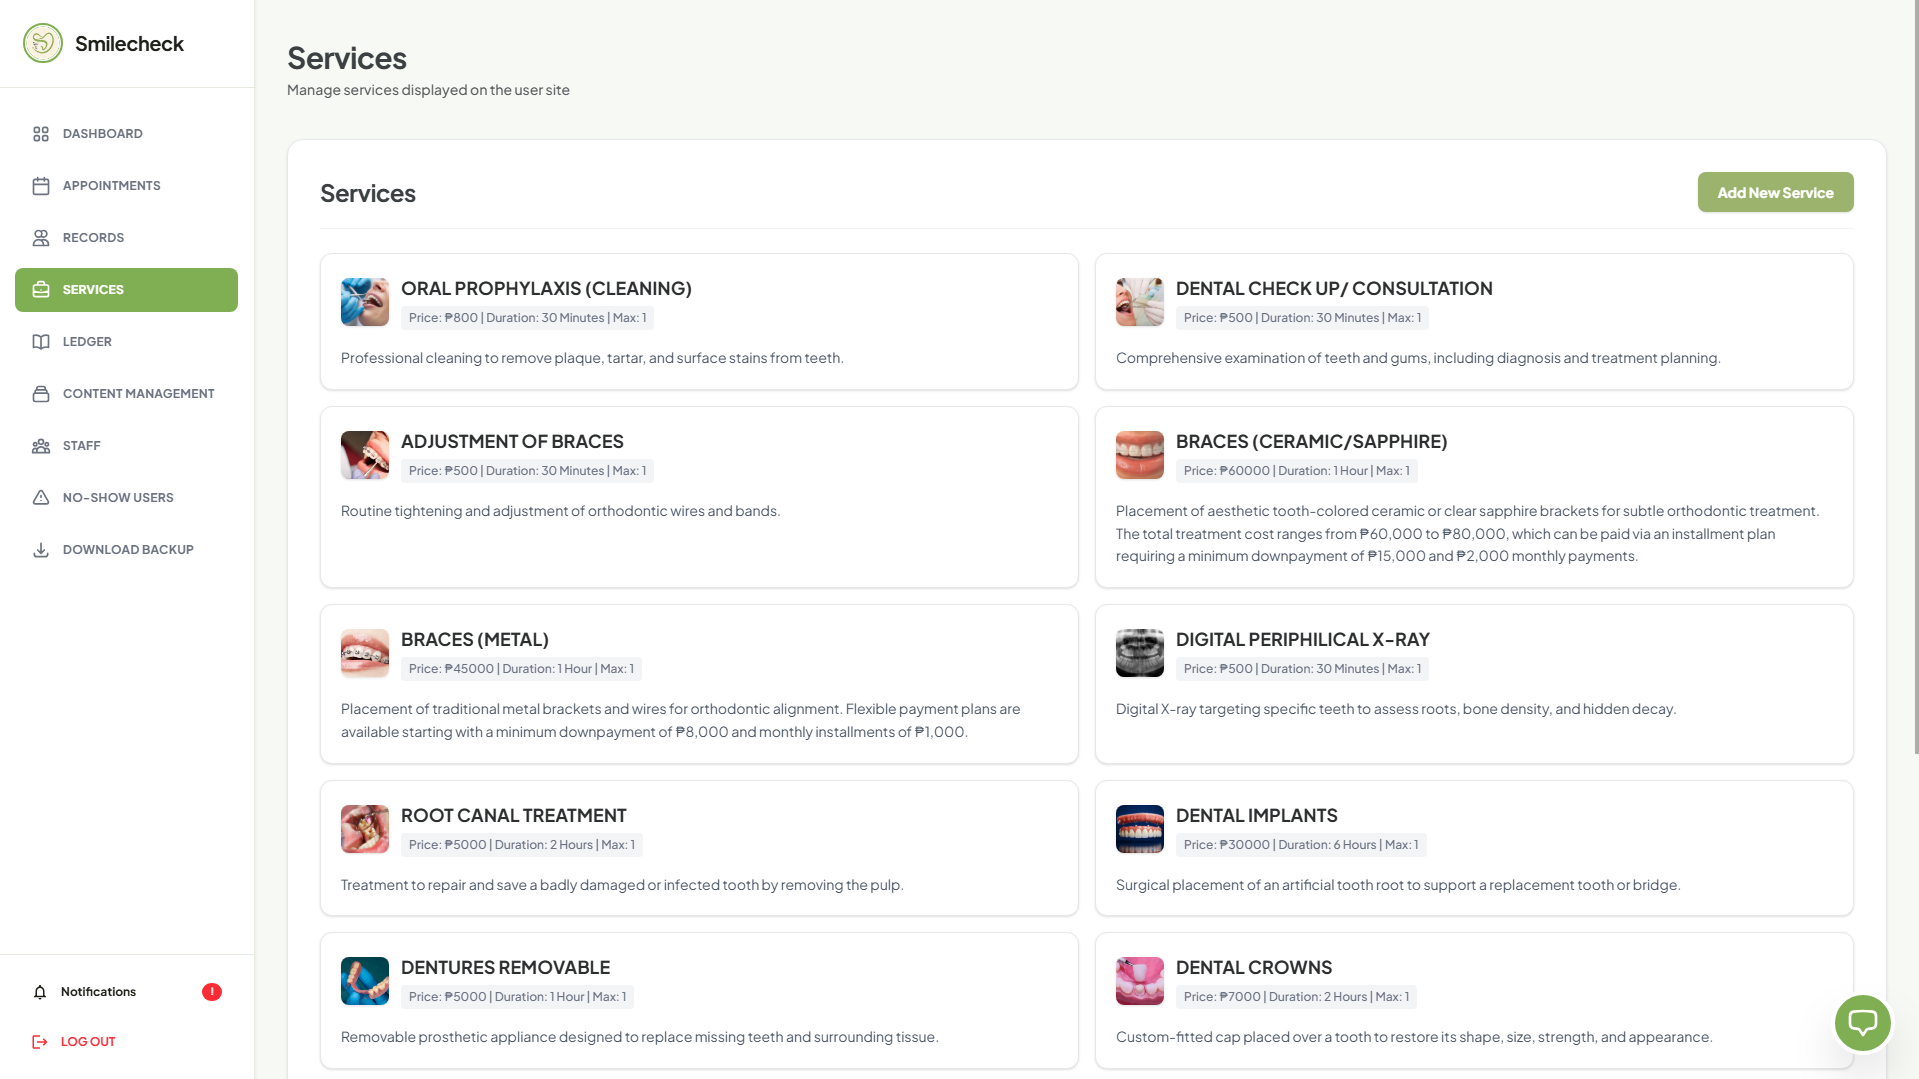 Smilecheck
DASHBOARD
APPOINTMENTS
RECORDS
SERVICES
LEDGER
CONTENT MANAGEMENT
STAFF
NO-SHOW USERS
DOWNLOAD BACKUP
Notifications
!
LOG OUT
Services
Manage services displayed on the user site
Services
Add New Service
ORAL PROPHYLAXIS (CLEANING)
Price: ₱800 | Duration: 30 Minutes | Max: 1
Professional cleaning to remove plaque, tartar, and surface stains from teeth.
DENTAL CHECK UP/ CONSULTATION
Price: ₱500 | Duration: 30 Minutes | Max: 1
Comprehensive examination of teeth and gums, including diagnosis and treatment planning.
ADJUSTMENT OF BRACES
Price: ₱500 | Duration: 30 Minutes | Max: 1
Routine tightening and adjustment of orthodontic wires and bands.
BRACES (CERAMIC/SAPPHIRE)
Price: ₱60000 | Duration: 1 Hour | Max: 1
Placement of aesthetic tooth-colored ceramic or clear sapphire brackets for subtle orthodontic treatment.
The total treatment cost ranges from ₱60,000 to ₱80,000, which can be paid via an installment plan
requiring a minimum downpayment of ₱15,000 and ₱2,000 monthly payments.
BRACES (METAL)
Price: ₱45000 | Duration: 1 Hour | Max: 1
Placement of traditional metal brackets and wires for orthodontic alignment. Flexible payment plans are
available starting with a minimum downpayment of ₱8,000 and monthly installments of ₱1,000.
DIGITAL PERIPHILICAL X-RAY
Price: ₱500 | Duration: 30 Minutes | Max: 1
Digital X-ray targeting specific teeth to assess roots, bone density, and hidden decay.
ROOT CANAL TREATMENT
Price: ₱5000 | Duration: 2 Hours | Max: 1
Treatment to repair and save a badly damaged or infected tooth by removing the pulp.
DENTAL IMPLANTS
Price: ₱30000 | Duration: 6 Hours | Max: 1
Surgical placement of an artificial tooth root to support a replacement tooth or bridge.
DENTURES REMOVABLE
Price: ₱5000 | Duration: 1 Hour | Max: 1
Removable prosthetic appliance designed to replace missing teeth and surrounding tissue.
DENTAL CROWNS
Price: ₱7000 | Duration: 2 Hours | Max: 1
Custom-fitted cap placed over a tooth to restore its shape, size, strength, and appearance.